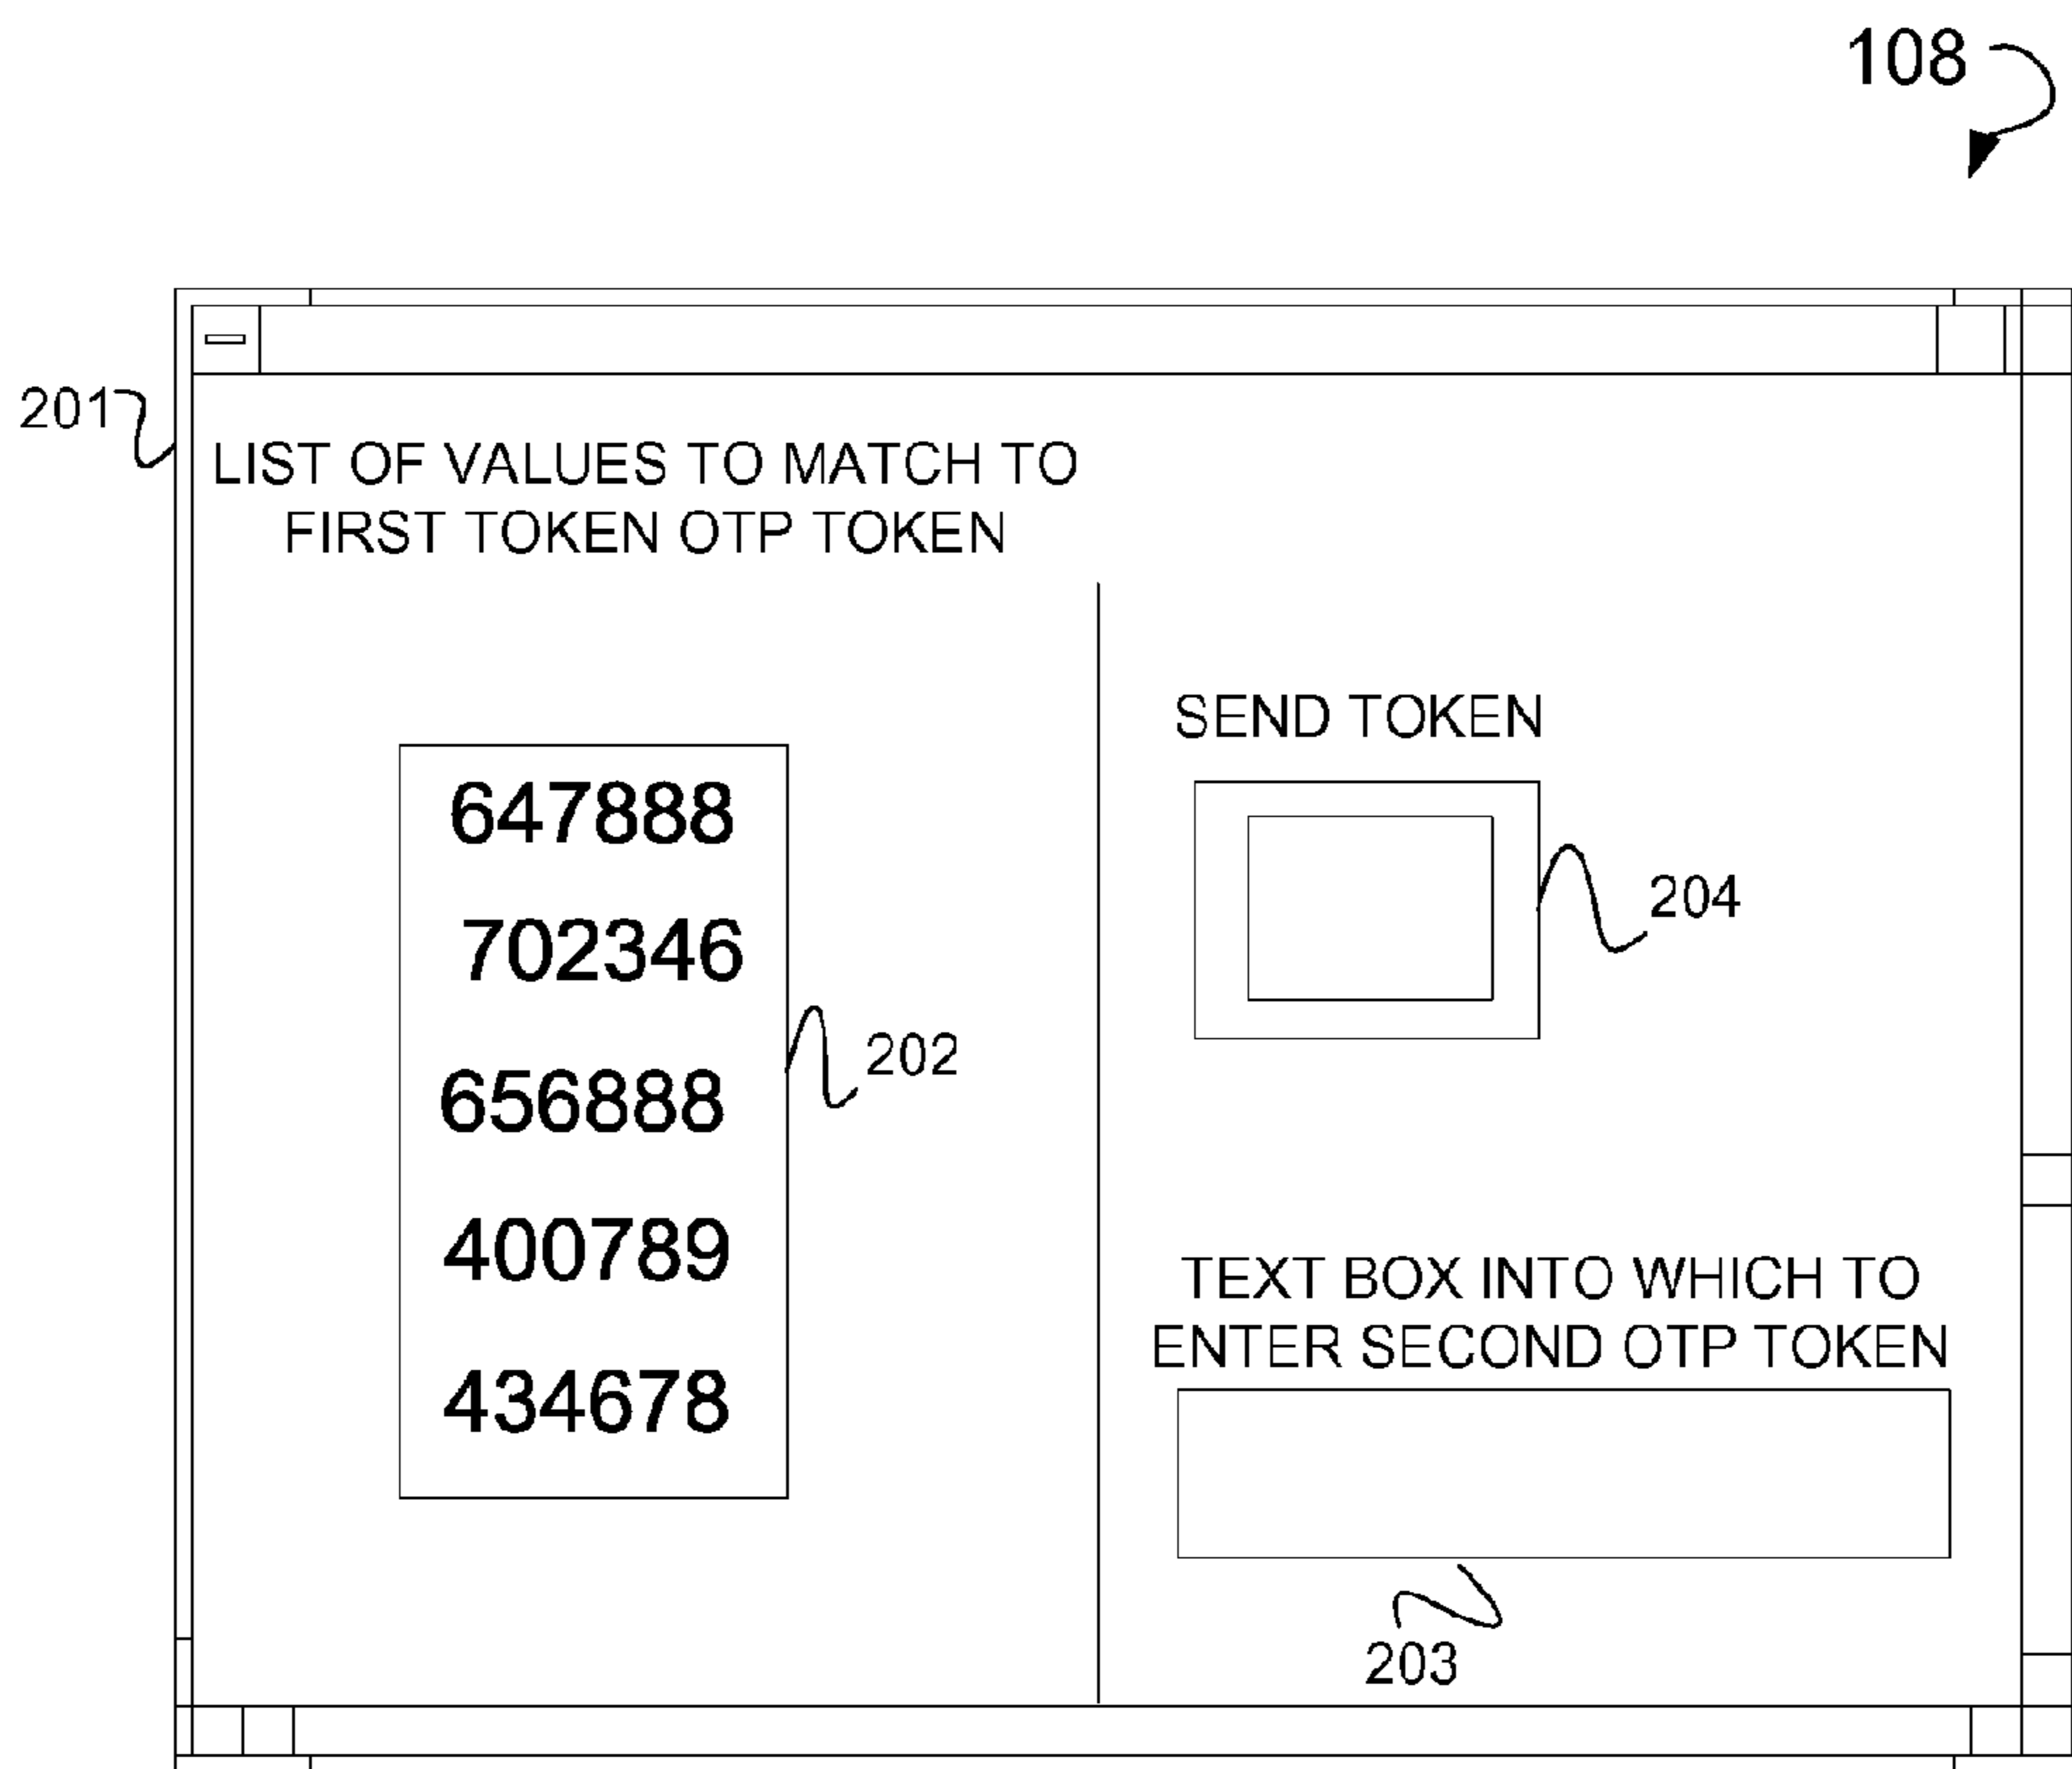 108
201
LIST OF VALUES TO MATCH TO
FIRST TOKEN OTP TOKEN
647888
702346
656888
400789
434678
202
SEND TOKEN
204
TEXT BOX INTO WHICH TO
ENTER SECOND OTP TOKEN
203